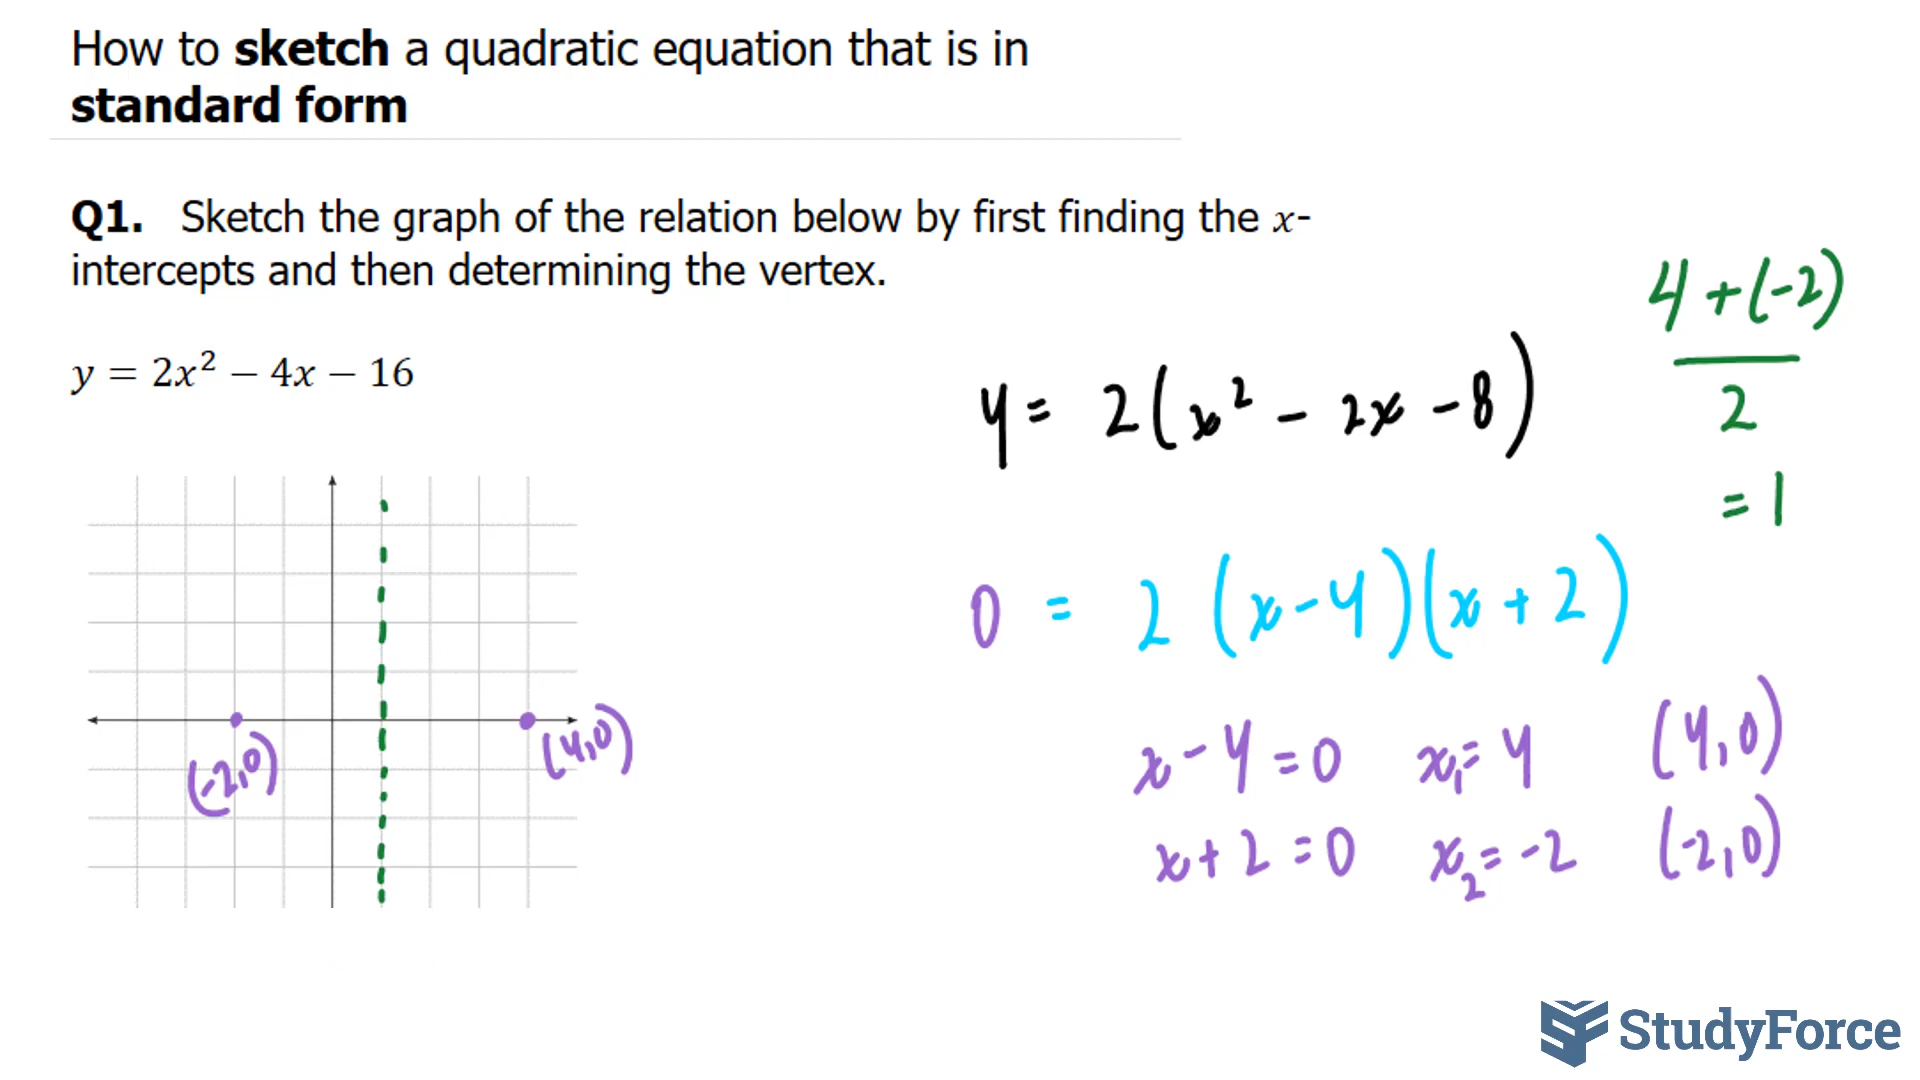 How to sketch a quadratic equation that is in
standard form
Q1. Sketch the graph of the relation below by first finding the x-
intercepts and then determining the vertex.
y = 2x² − 4x − 16
y = 2(x² − 2x − 8)
4 + (-2)
2
= 1
0 = 2 (x − 4)(x + 2)
x − 4 = 0 x₁ = 4 (4,0)
x + 2 = 0 x₂ = -2 (-2,0)
(-2,0)
(4,0)
StudyForce